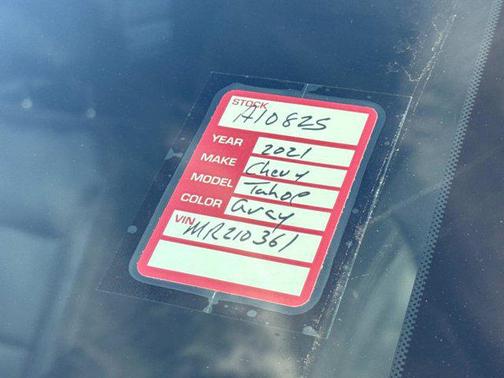 STOCK
A10825
YEAR 2021
MAKE Chevy
MODEL Tahoe
COLOR Gray
VIN MR210361